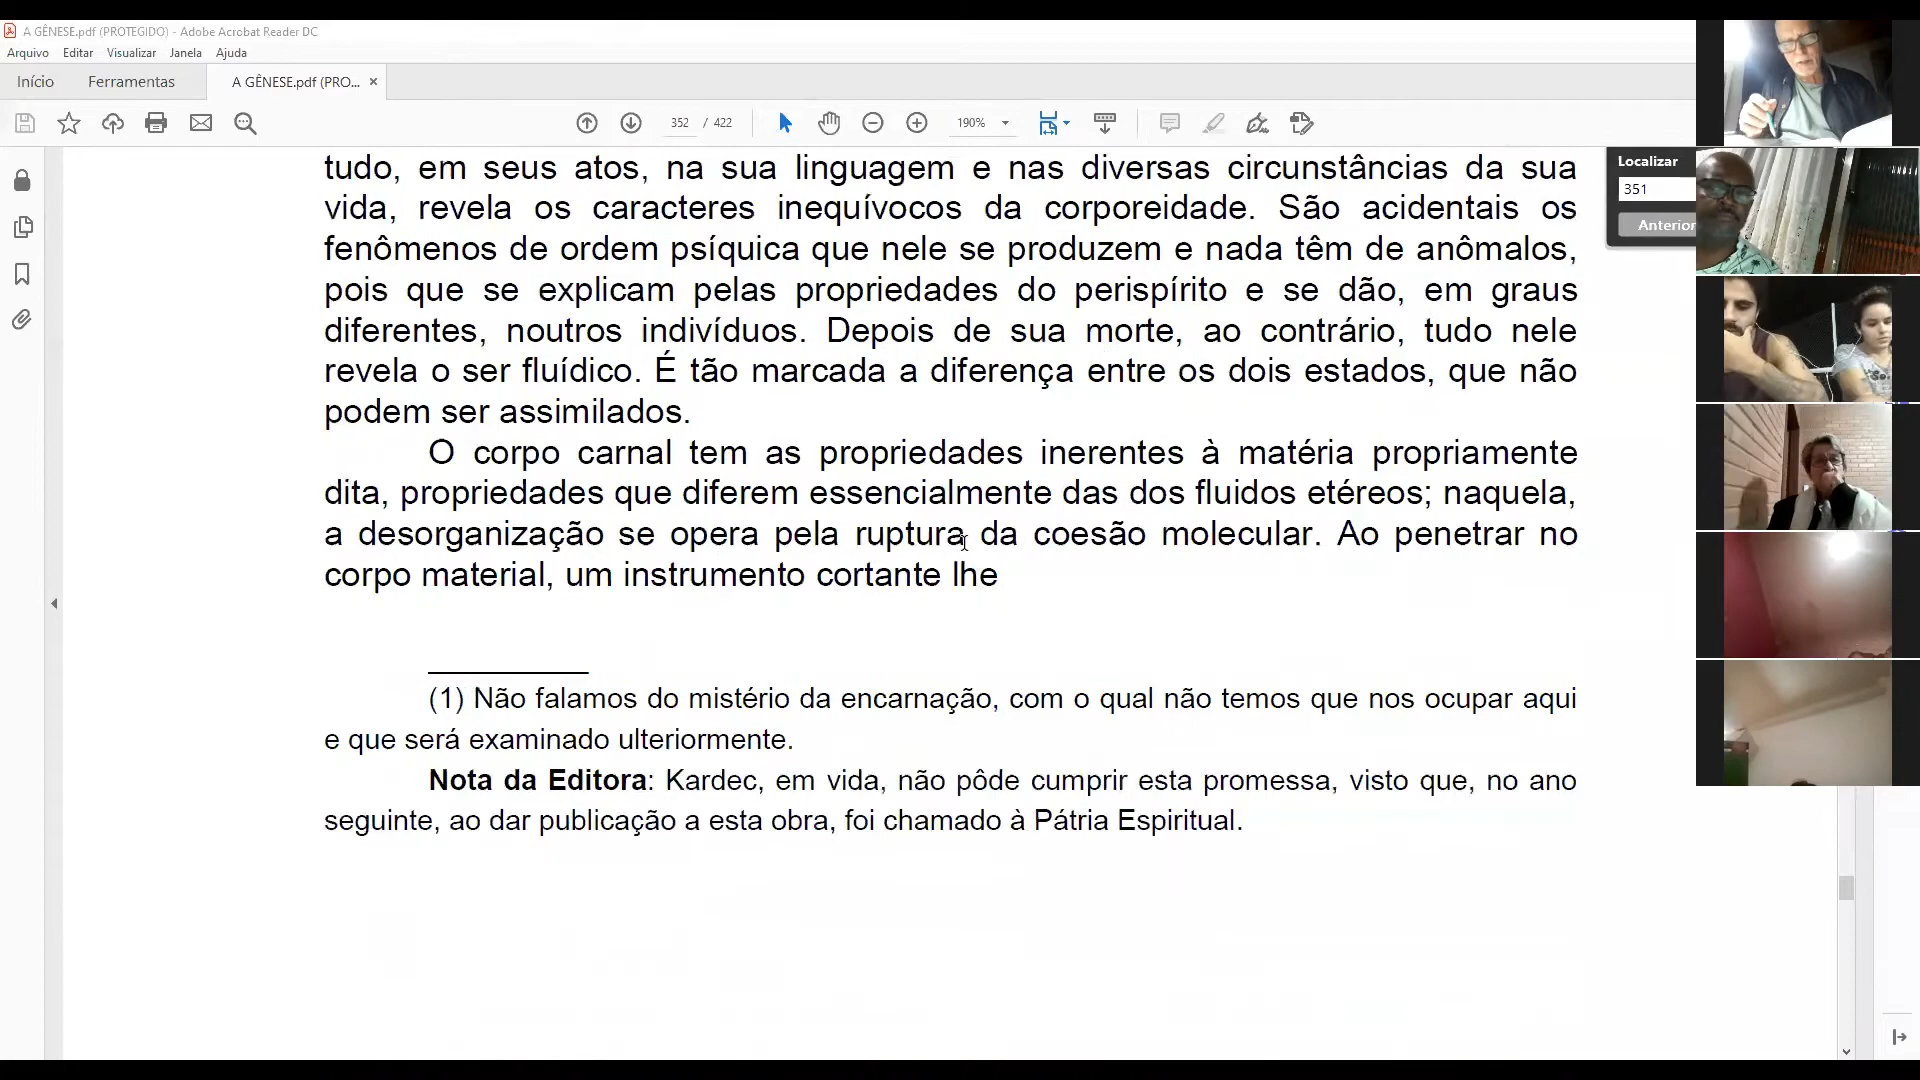 A GÊNESE.pdf (PROTEGIDO) - Adobe Acrobat Reader DC
Arquivo Editar Visualizar Janela Ajuda
Início Ferramentas A GÊNESE.pdf (PRO... ×
352 / 422 190%
Localizar
351
Anterior
tudo, em seus atos, na sua linguagem e nas diversas circunstâncias da sua
vida, revela os caracteres inequívocos da corporeidade. São acidentais os
fenômenos de ordem psíquica que nele se produzem e nada têm de anômalos,
pois que se explicam pelas propriedades do perispírito e se dão, em graus
diferentes, noutros indivíduos. Depois de sua morte, ao contrário, tudo nele
revela o ser fluídico. É tão marcada a diferença entre os dois estados, que não
podem ser assimilados.
O corpo carnal tem as propriedades inerentes à matéria propriamente
dita, propriedades que diferem essencialmente das dos fluidos etéreos; naquela,
a desorganização se opera pela ruptura da coesão molecular. Ao penetrar no
corpo material, um instrumento cortante lhe
(1) Não falamos do mistério da encarnação, com o qual não temos que nos ocupar aqui
e que será examinado ulteriormente.
Nota da Editora: Kardec, em vida, não pôde cumprir esta promessa, visto que, no ano
seguinte, ao dar publicação a esta obra, foi chamado à Pátria Espiritual.